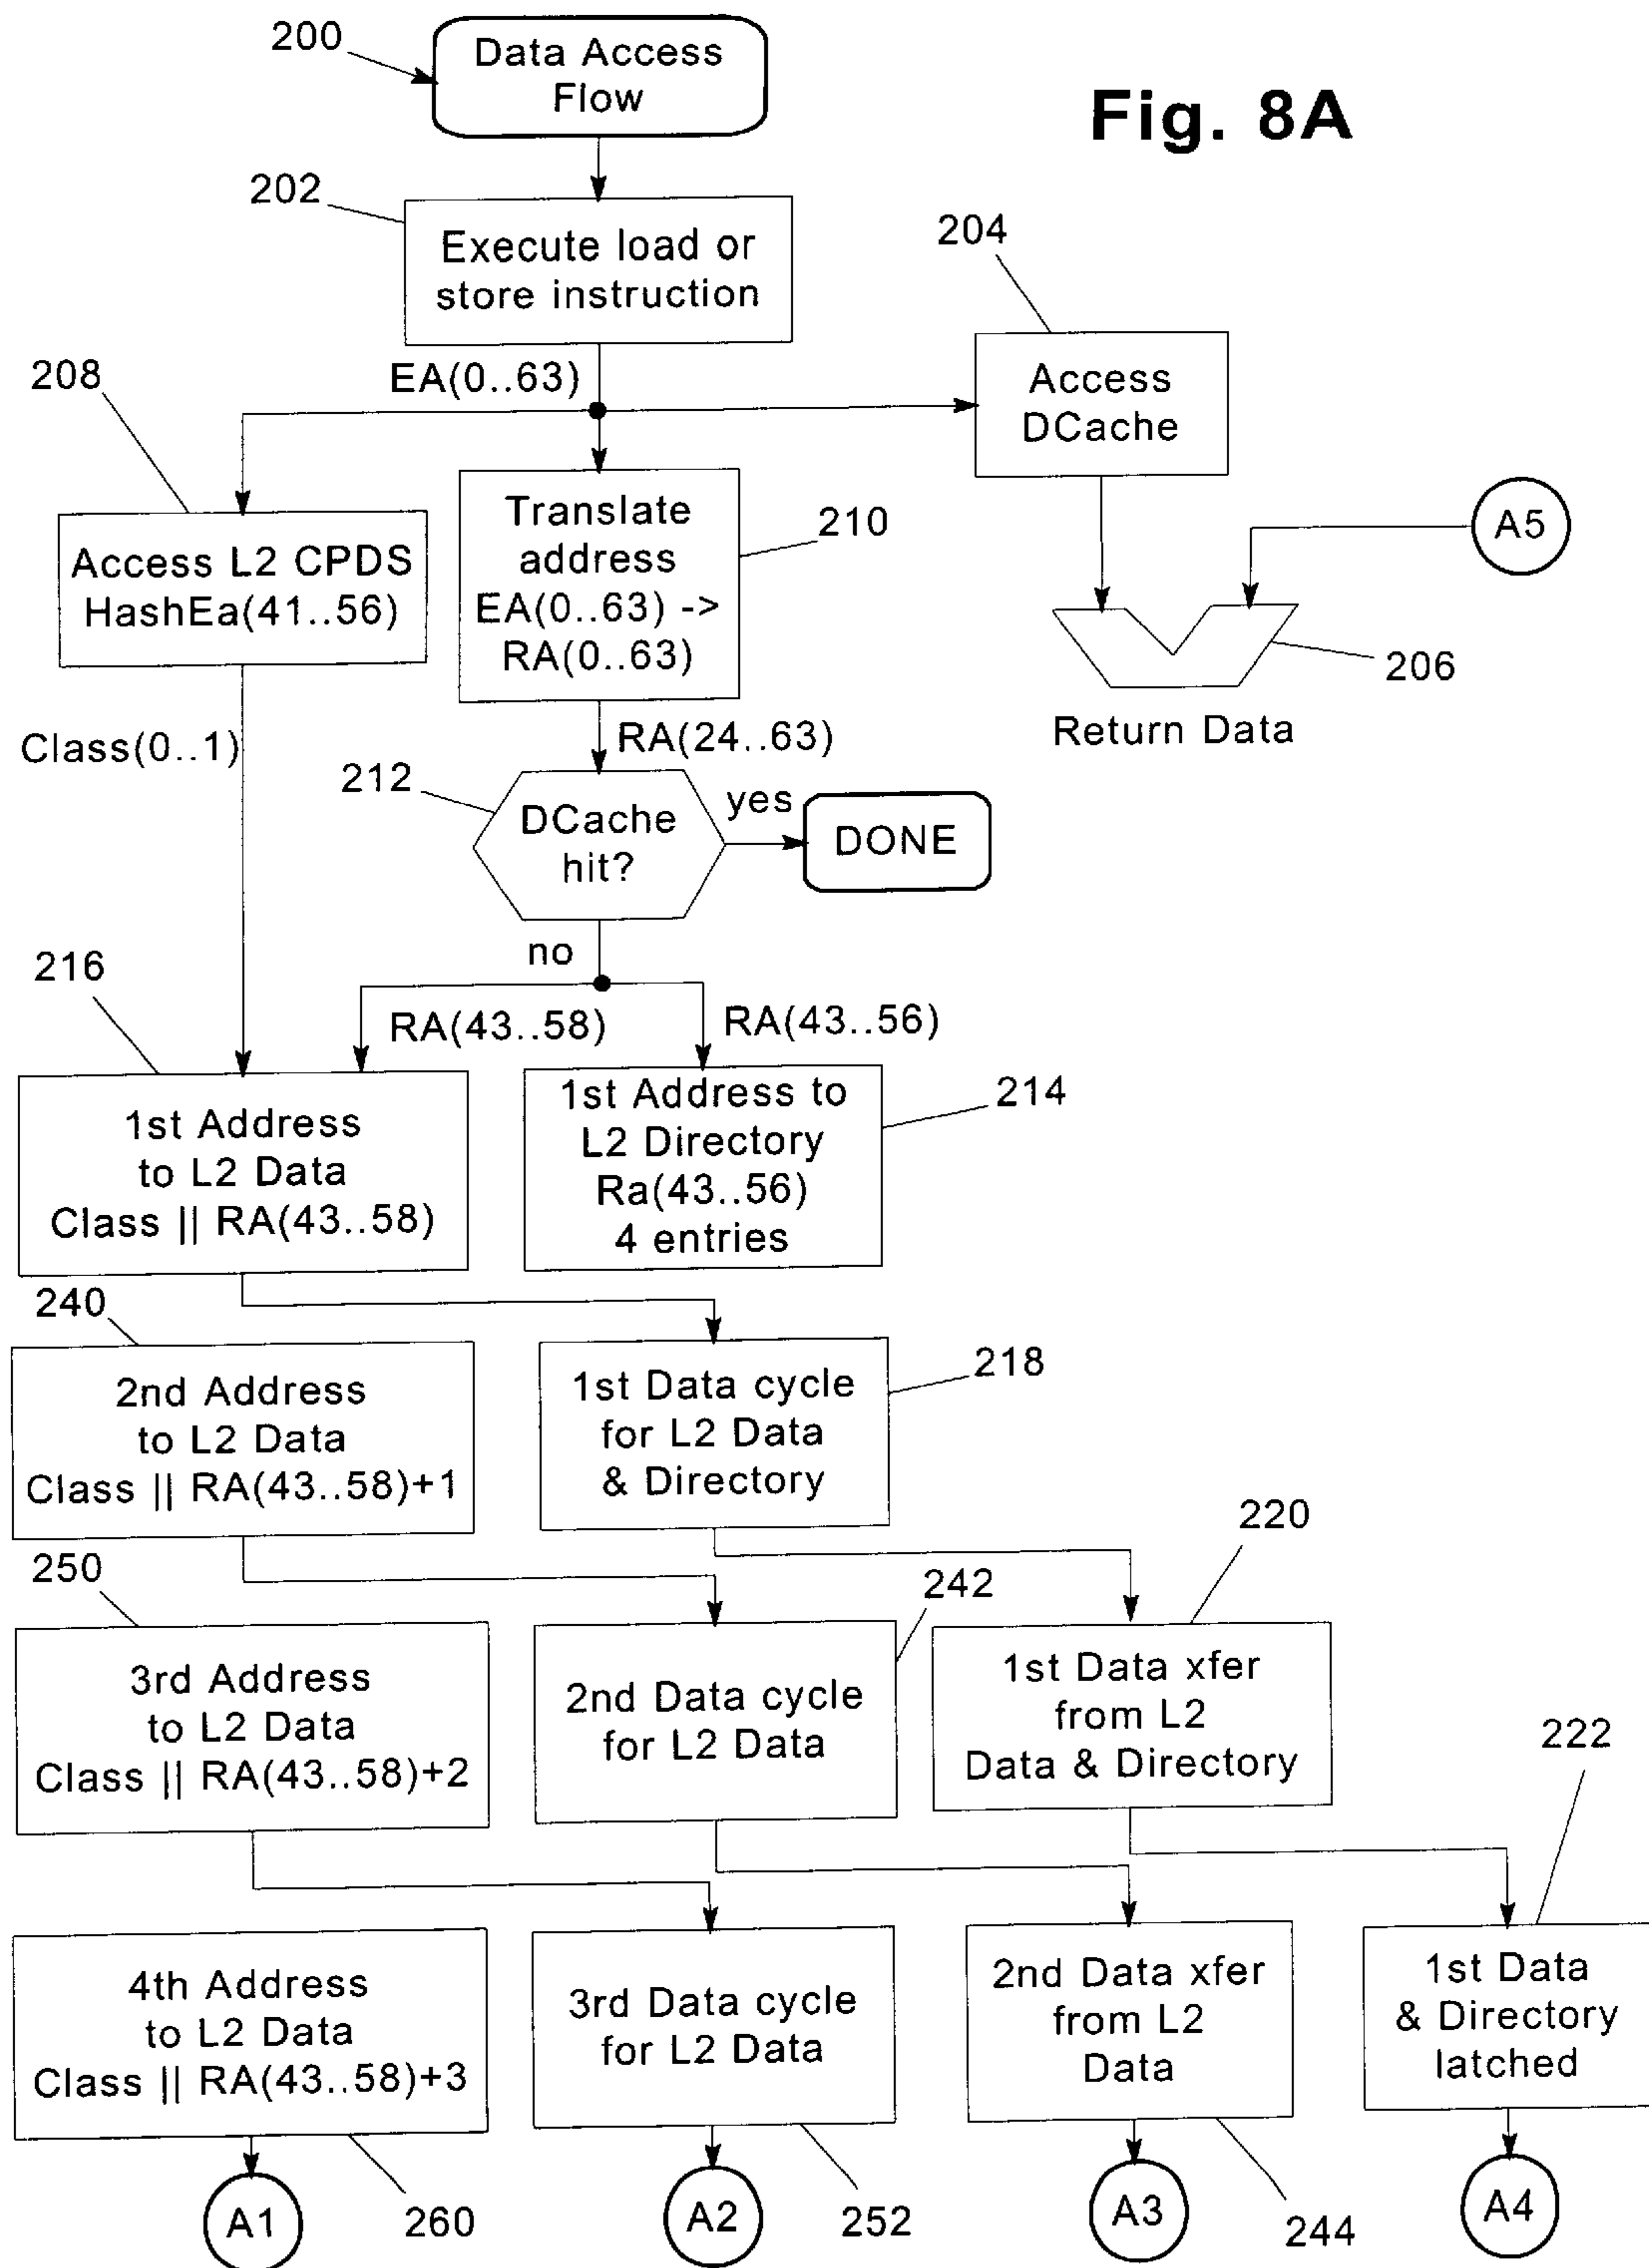 200
Data Access
Flow
Fig. 8A
202
Execute load or
store instruction
204
Access
DCache
EA(0..63)
208
Access L2 CPDS
HashEa(41..56)
Translate
address
EA(0..63) ->
RA(0..63)
210
A5
206
Return Data
Class(0..1)
RA(24..63)
212
DCache
hit?
yes
DONE
no
216
RA(43..58)
RA(43..56)
1st Address
to L2 Data
Class || RA(43..58)
1st Address to
L2 Directory
Ra(43..56)
4 entries
214
240
2nd Address
to L2 Data
Class || RA(43..58)+1
1st Data cycle
for L2 Data
& Directory
218
220
250
3rd Address
to L2 Data
Class || RA(43..58)+2
242
2nd Data cycle
for L2 Data
1st Data xfer
from L2
Data & Directory
222
4th Address
to L2 Data
Class || RA(43..58)+3
3rd Data cycle
for L2 Data
2nd Data xfer
from L2
Data
1st Data
& Directory
latched
A1
260
A2
252
A3
244
A4